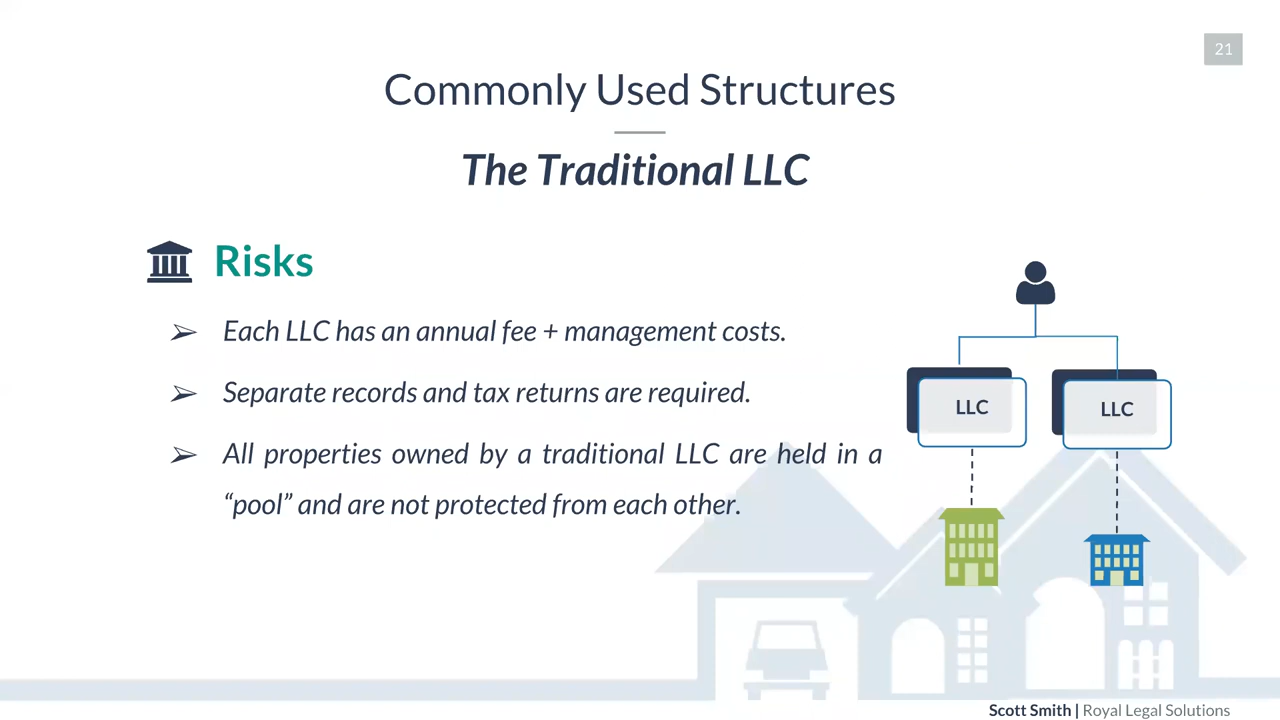 21
Commonly Used Structures
The Traditional LLC
Risks
➢ Each LLC has an annual fee + management costs.
➢ Separate records and tax returns are required.
➢ All properties owned by a traditional LLC are held in a
“pool” and are not protected from each other.
LLC
LLC
Scott Smith | Royal Legal Solutions